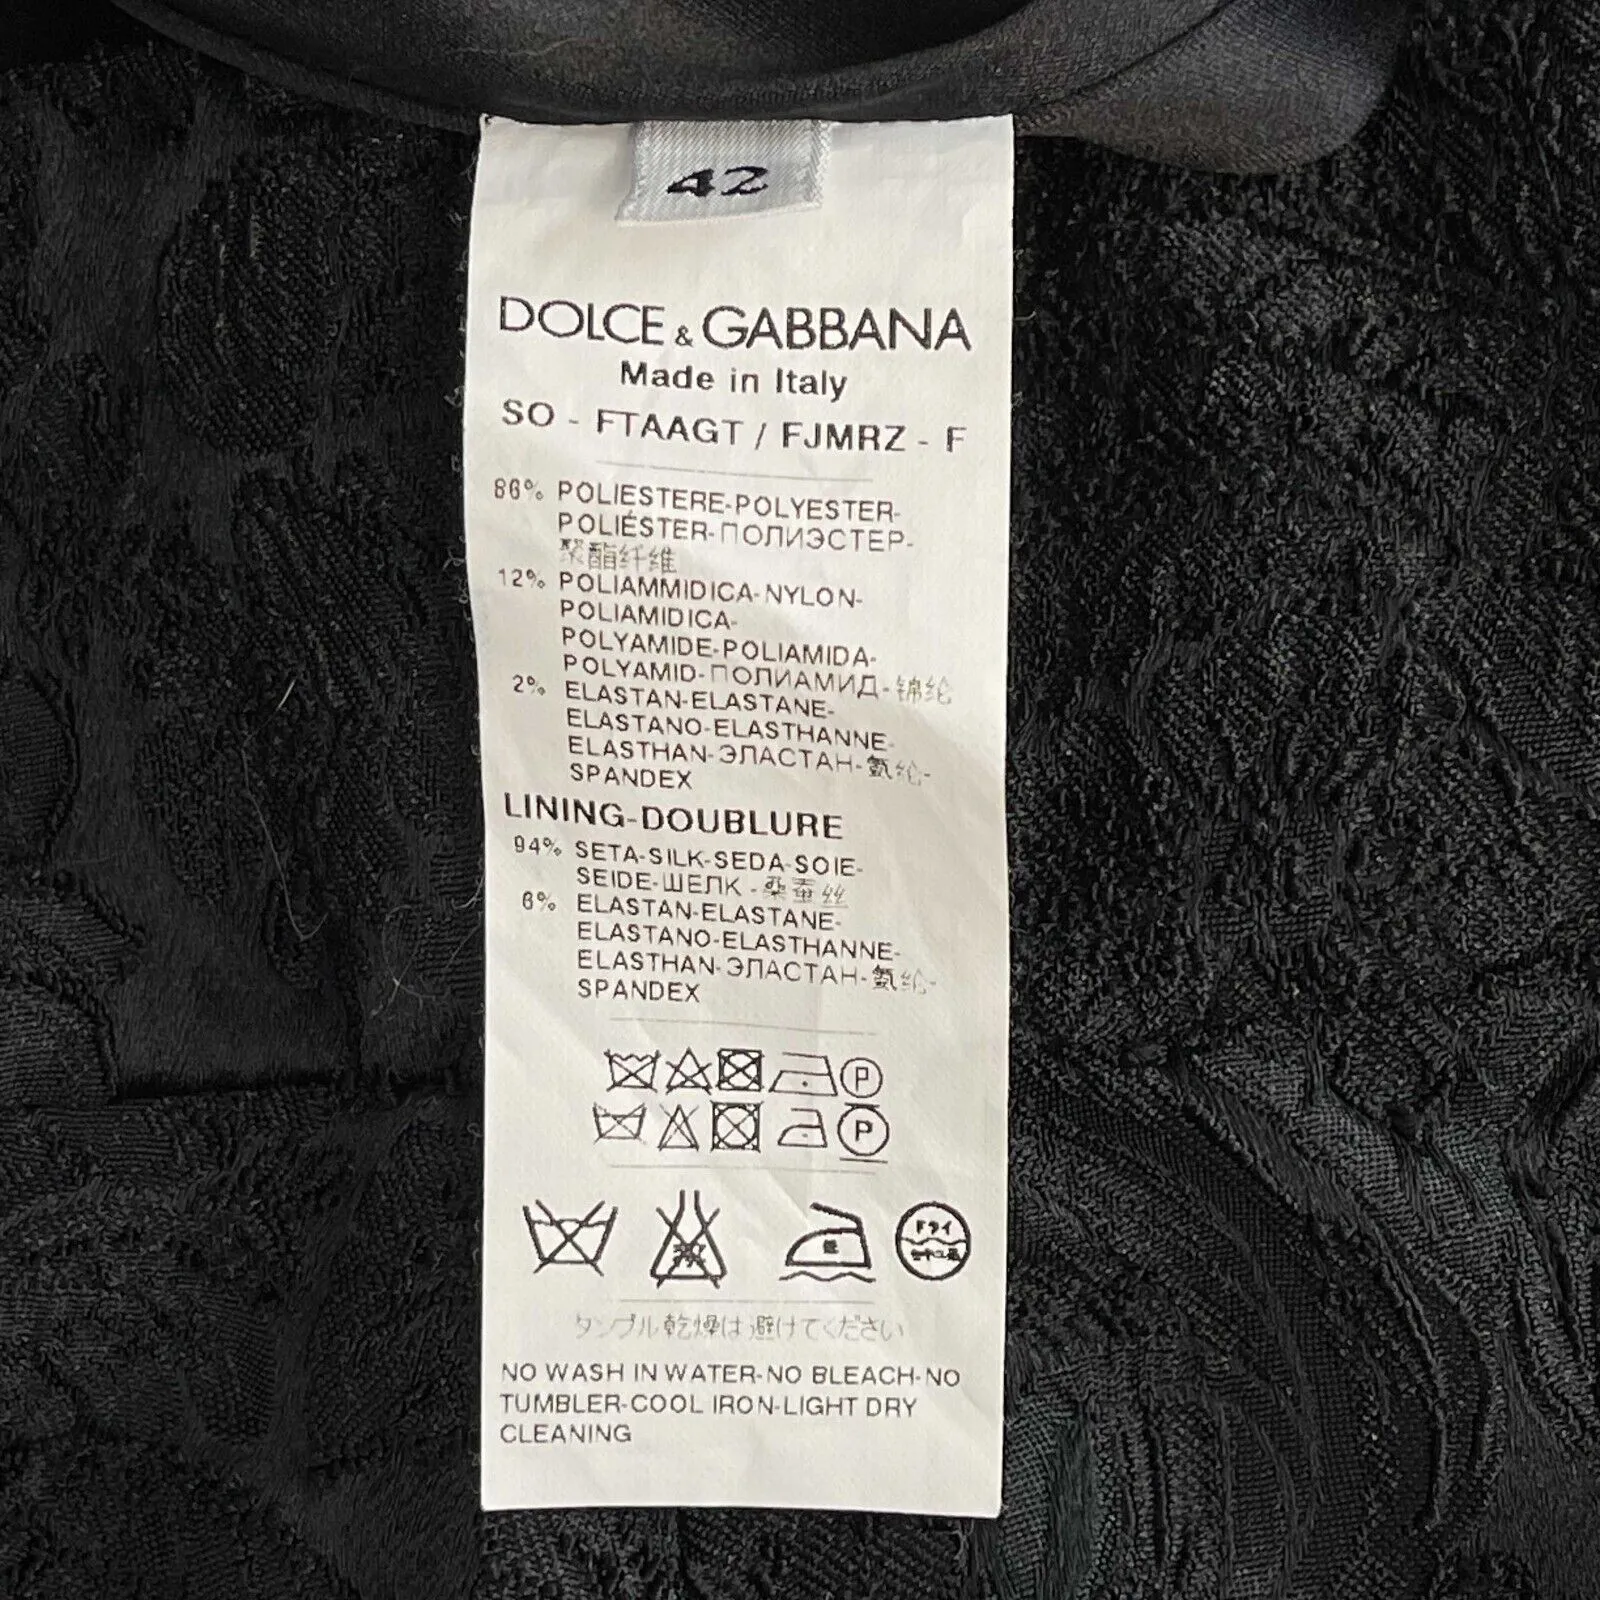 42
DOLCE & GABBANA
Made in Italy
SO - FTAAGT / FJMRZ - F
86% POLIESTERE-POLYESTER-
POLIÉSTER-ПОЛИЭСТЕР-
聚酯纤维
12% POLIAMMIDICA-NYLON-
POLIAMIDICA-
POLYAMIDE-POLIAMIDA-
POLYAMID-ПОЛИАМИД-锦纶
2% ELASTAN-ELASTANE-
ELASTANO-ELASTHANNE-
ELASTHAN-ЭЛАСТАН-氨纶-
SPANDEX
LINING-DOUBLURE
94% SETA-SILK-SEDA-SOIE-
SEIDE-ШЕЛК-桑蚕丝
6% ELASTAN-ELASTANE-
ELASTANO-ELASTHANNE-
ELASTHAN-ЭЛАСТАН-氨纶-
SPANDEX
P
P
低 ドライ
タンブル乾燥は避けてください
NO WASH IN WATER-NO BLEACH-NO
TUMBLER-COOL IRON-LIGHT DRY
CLEANING